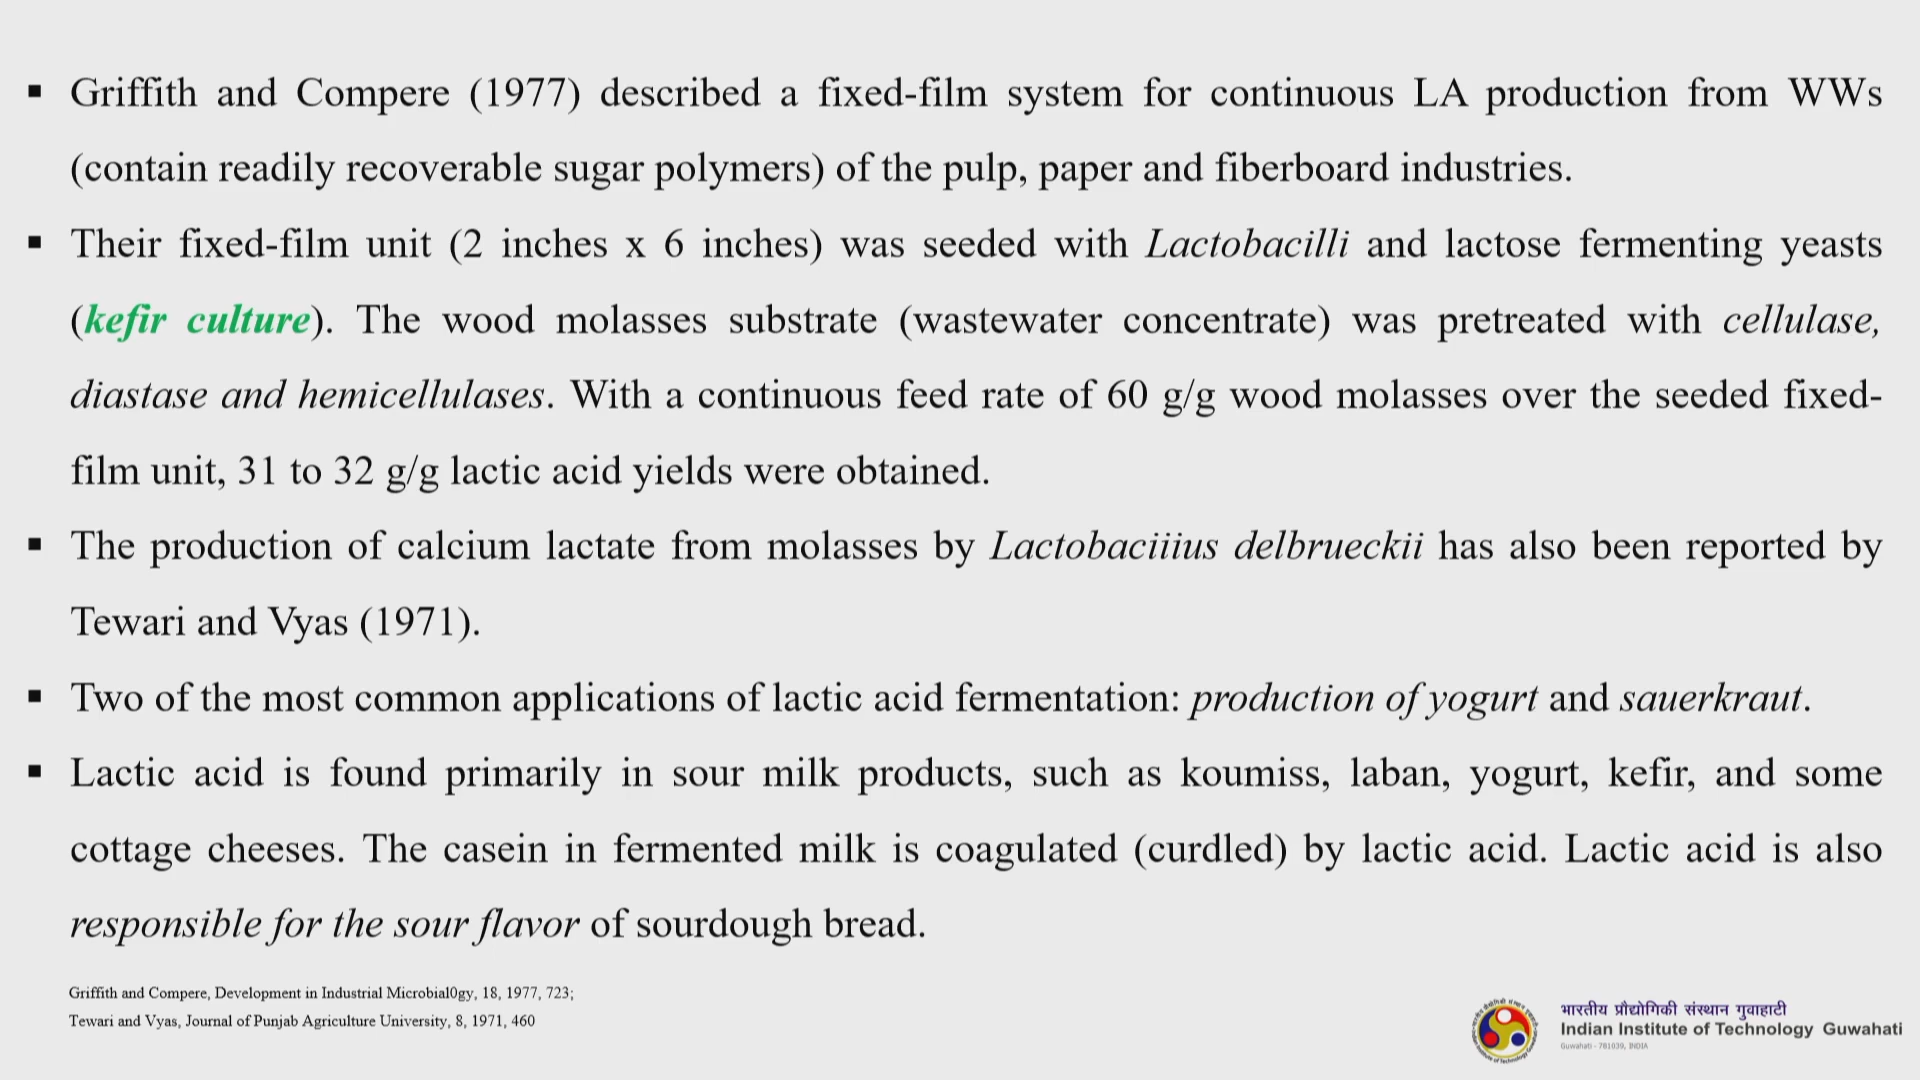 ▪ Griffith and Compere (1977) described a fixed-film system for continuous LA production from WWs
(contain readily recoverable sugar polymers) of the pulp, paper and fiberboard industries.
▪ Their fixed-film unit (2 inches x 6 inches) was seeded with Lactobacilli and lactose fermenting yeasts
(kefir culture). The wood molasses substrate (wastewater concentrate) was pretreated with cellulase,
diastase and hemicellulases. With a continuous feed rate of 60 g/g wood molasses over the seeded fixed-
film unit, 31 to 32 g/g lactic acid yields were obtained.
▪ The production of calcium lactate from molasses by Lactobaciiius delbrueckii has also been reported by
Tewari and Vyas (1971).
▪ Two of the most common applications of lactic acid fermentation: production of yogurt and sauerkraut.
▪ Lactic acid is found primarily in sour milk products, such as koumiss, laban, yogurt, kefir, and some
cottage cheeses. The casein in fermented milk is coagulated (curdled) by lactic acid. Lactic acid is also
responsible for the sour flavor of sourdough bread.
Griffith and Compere, Development in Industrial Microbial0gy, 18, 1977, 723;
Tewari and Vyas, Journal of Punjab Agriculture University, 8, 1971, 460
भारतीय प्रौद्योगिकी संस्थान गुवाहाटी
Indian Institute of Technology Guwahati
Guwahati - 781039, INDIA